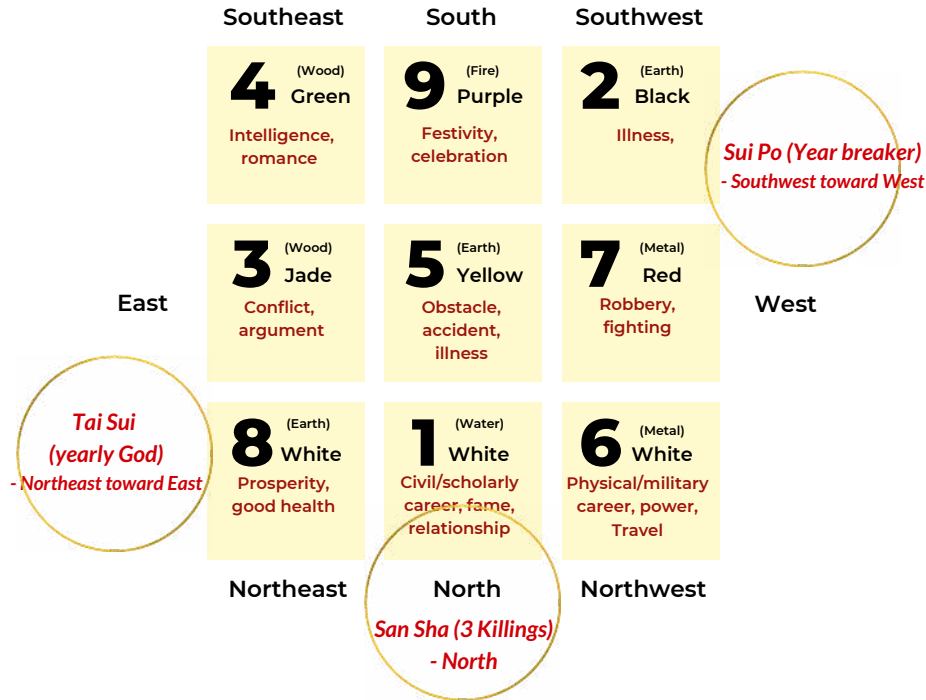 Southeast
South
Southwest
4
(Wood)
Green
Intelligence,
romance
9
(Fire)
Purple
Festivity,
celebration
2
(Earth)
Black
Illness,
Sui Po (Year breaker)
- Southwest toward West
East
3
(Wood)
Jade
Conflict,
argument
5
(Earth)
Yellow
Obstacle,
accident,
illness
7
(Metal)
Red
Robbery,
fighting
West
Tai Sui
(yearly God)
- Northeast toward East
8
(Earth)
White
Prosperity,
good health
1
(Water)
White
Civil/scholarly
career, fame,
relationship
6
(Metal)
White
Physical/military
career, power,
Travel
Northeast
North
Northwest
San Sha (3 Killings)
- North